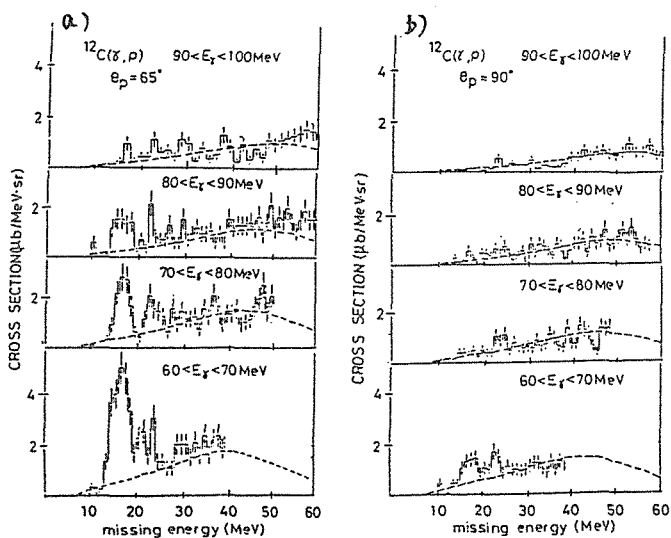 a)
¹²C(γ,p) 90<Eγ<100MeV
θp=65°
4
2
80<Eγ<90MeV
2
70<Eγ<80MeV
2
60<Eγ<70MeV
4
2
10 20 30 40 50 60
missing energy (MeV)
CROSS SECTION(μb/MeV·sr)
b)
¹²C(γ,p) 90<Eγ<100MeV
θp=90°
4
2
80<Eγ<90MeV
2
70<Eγ<80MeV
2
60<Eγ<70MeV
4
2
10 20 30 40 50 60
missing energy (MeV)
CROSS SECTION (μb/MeV·sr)